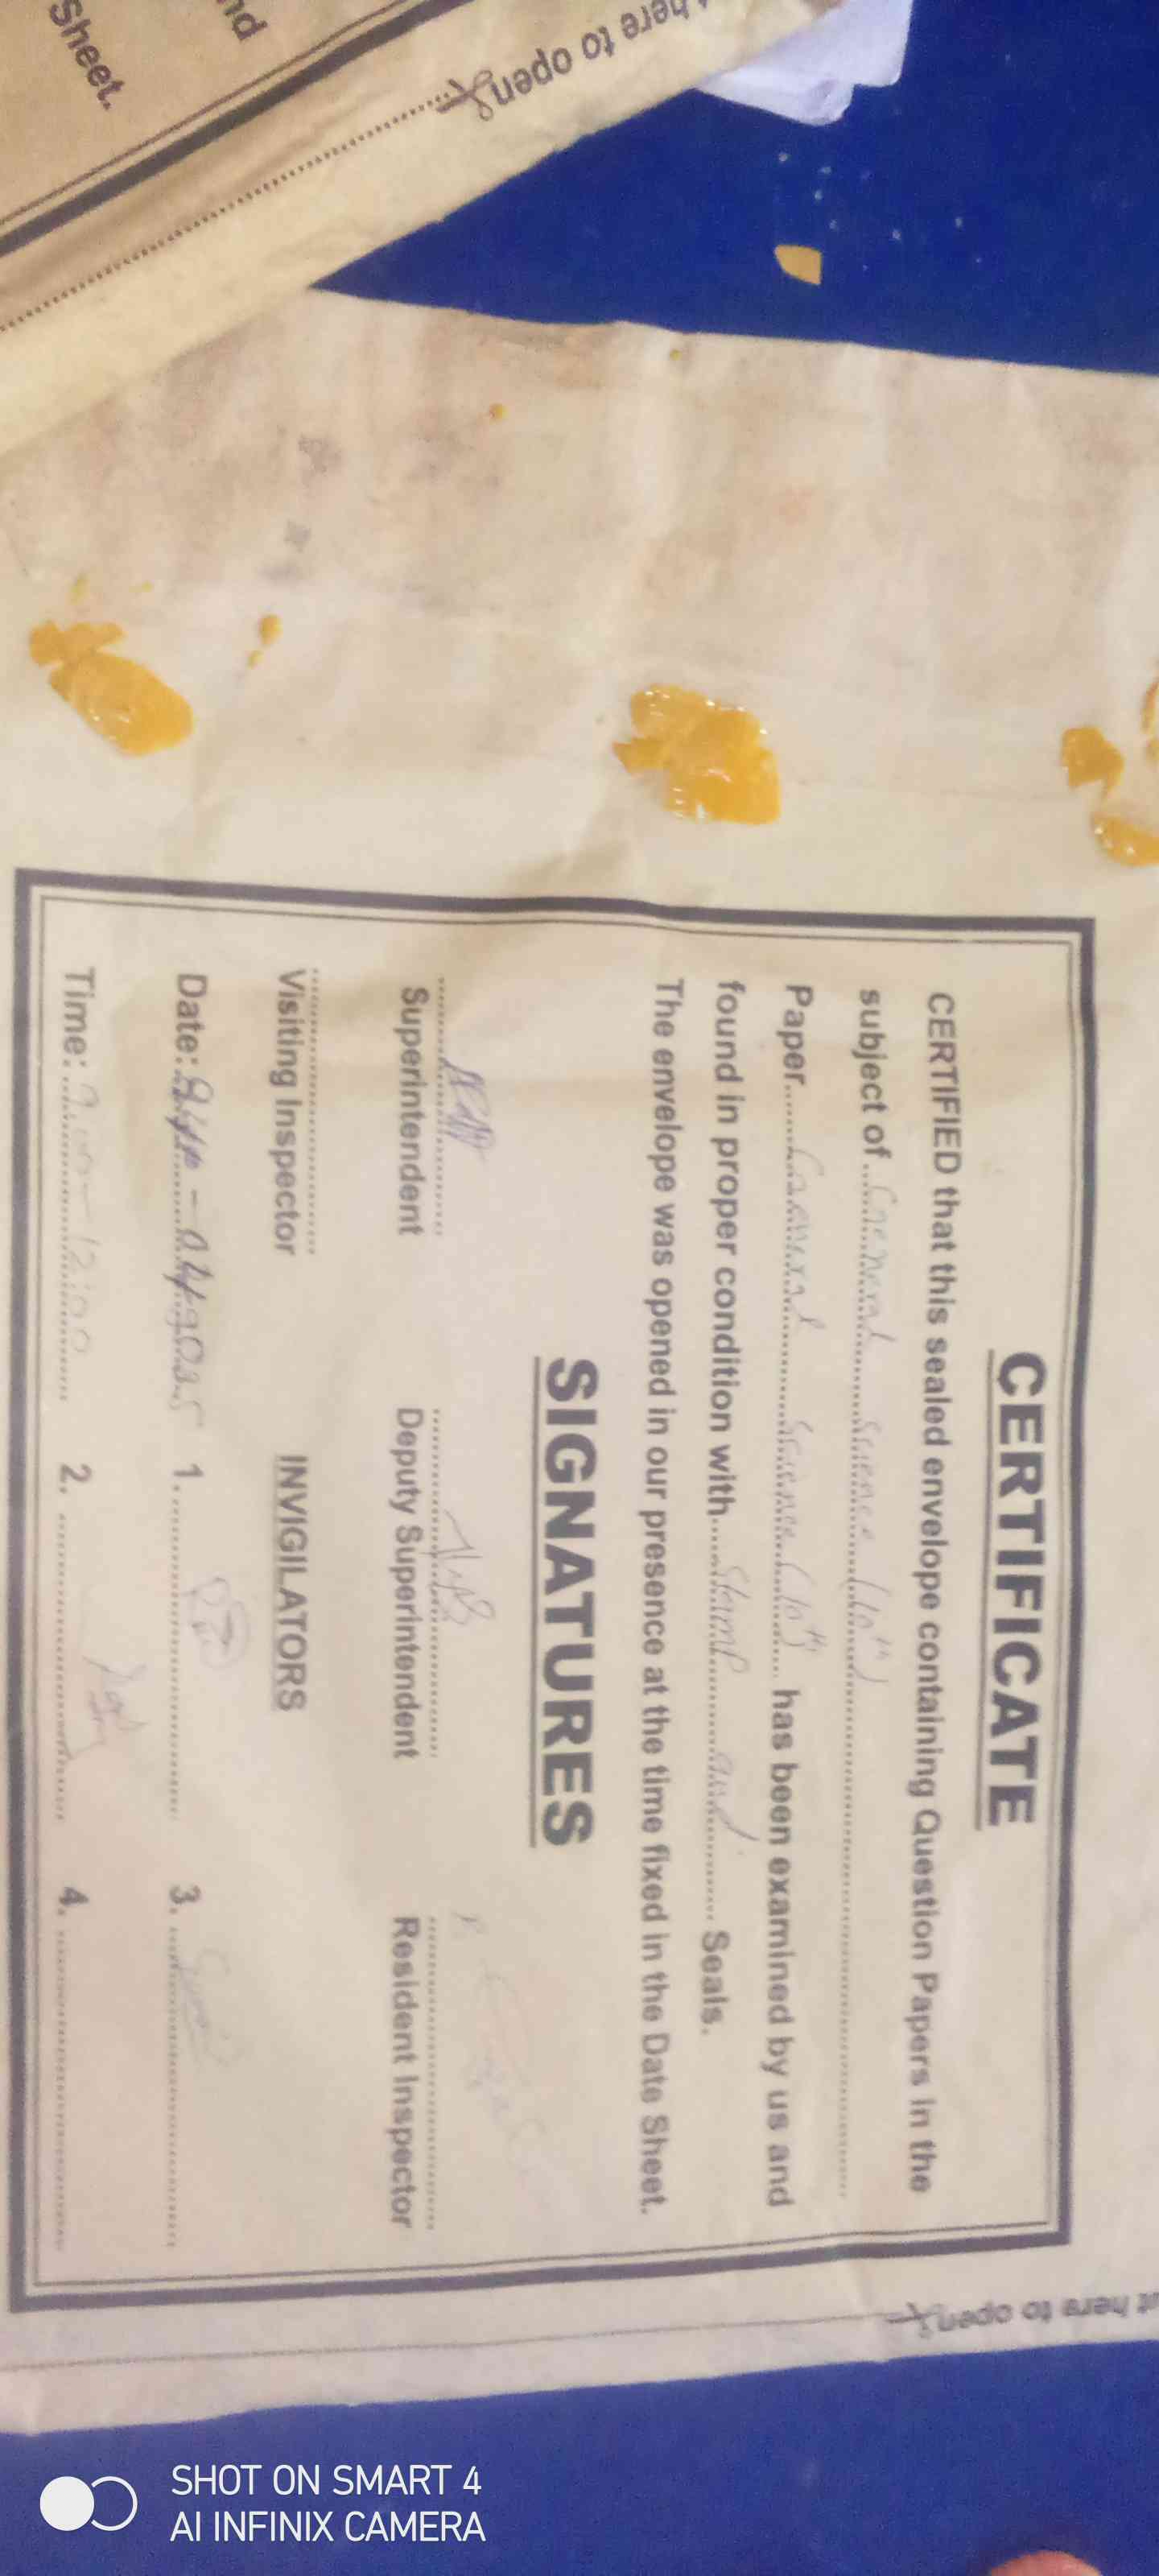 Sheet.
nd
t here to open
CERTIFICATE
CERTIFIED that this sealed envelope containing Question Papers in the
subject of General science (10th)
Paper General science (10th) has been examined by us and
found in proper condition with Stamp and Seals.
The envelope was opened in our presence at the time fixed in the Date Sheet.
SIGNATURES
Superintendent Deputy Superintendent Resident Inspector
Visiting Inspector INVIGILATORS
Date: 1. 3.
Time: 12:00 2. 4.
ut here to open
SHOT ON SMART 4
AI INFINIX CAMERA